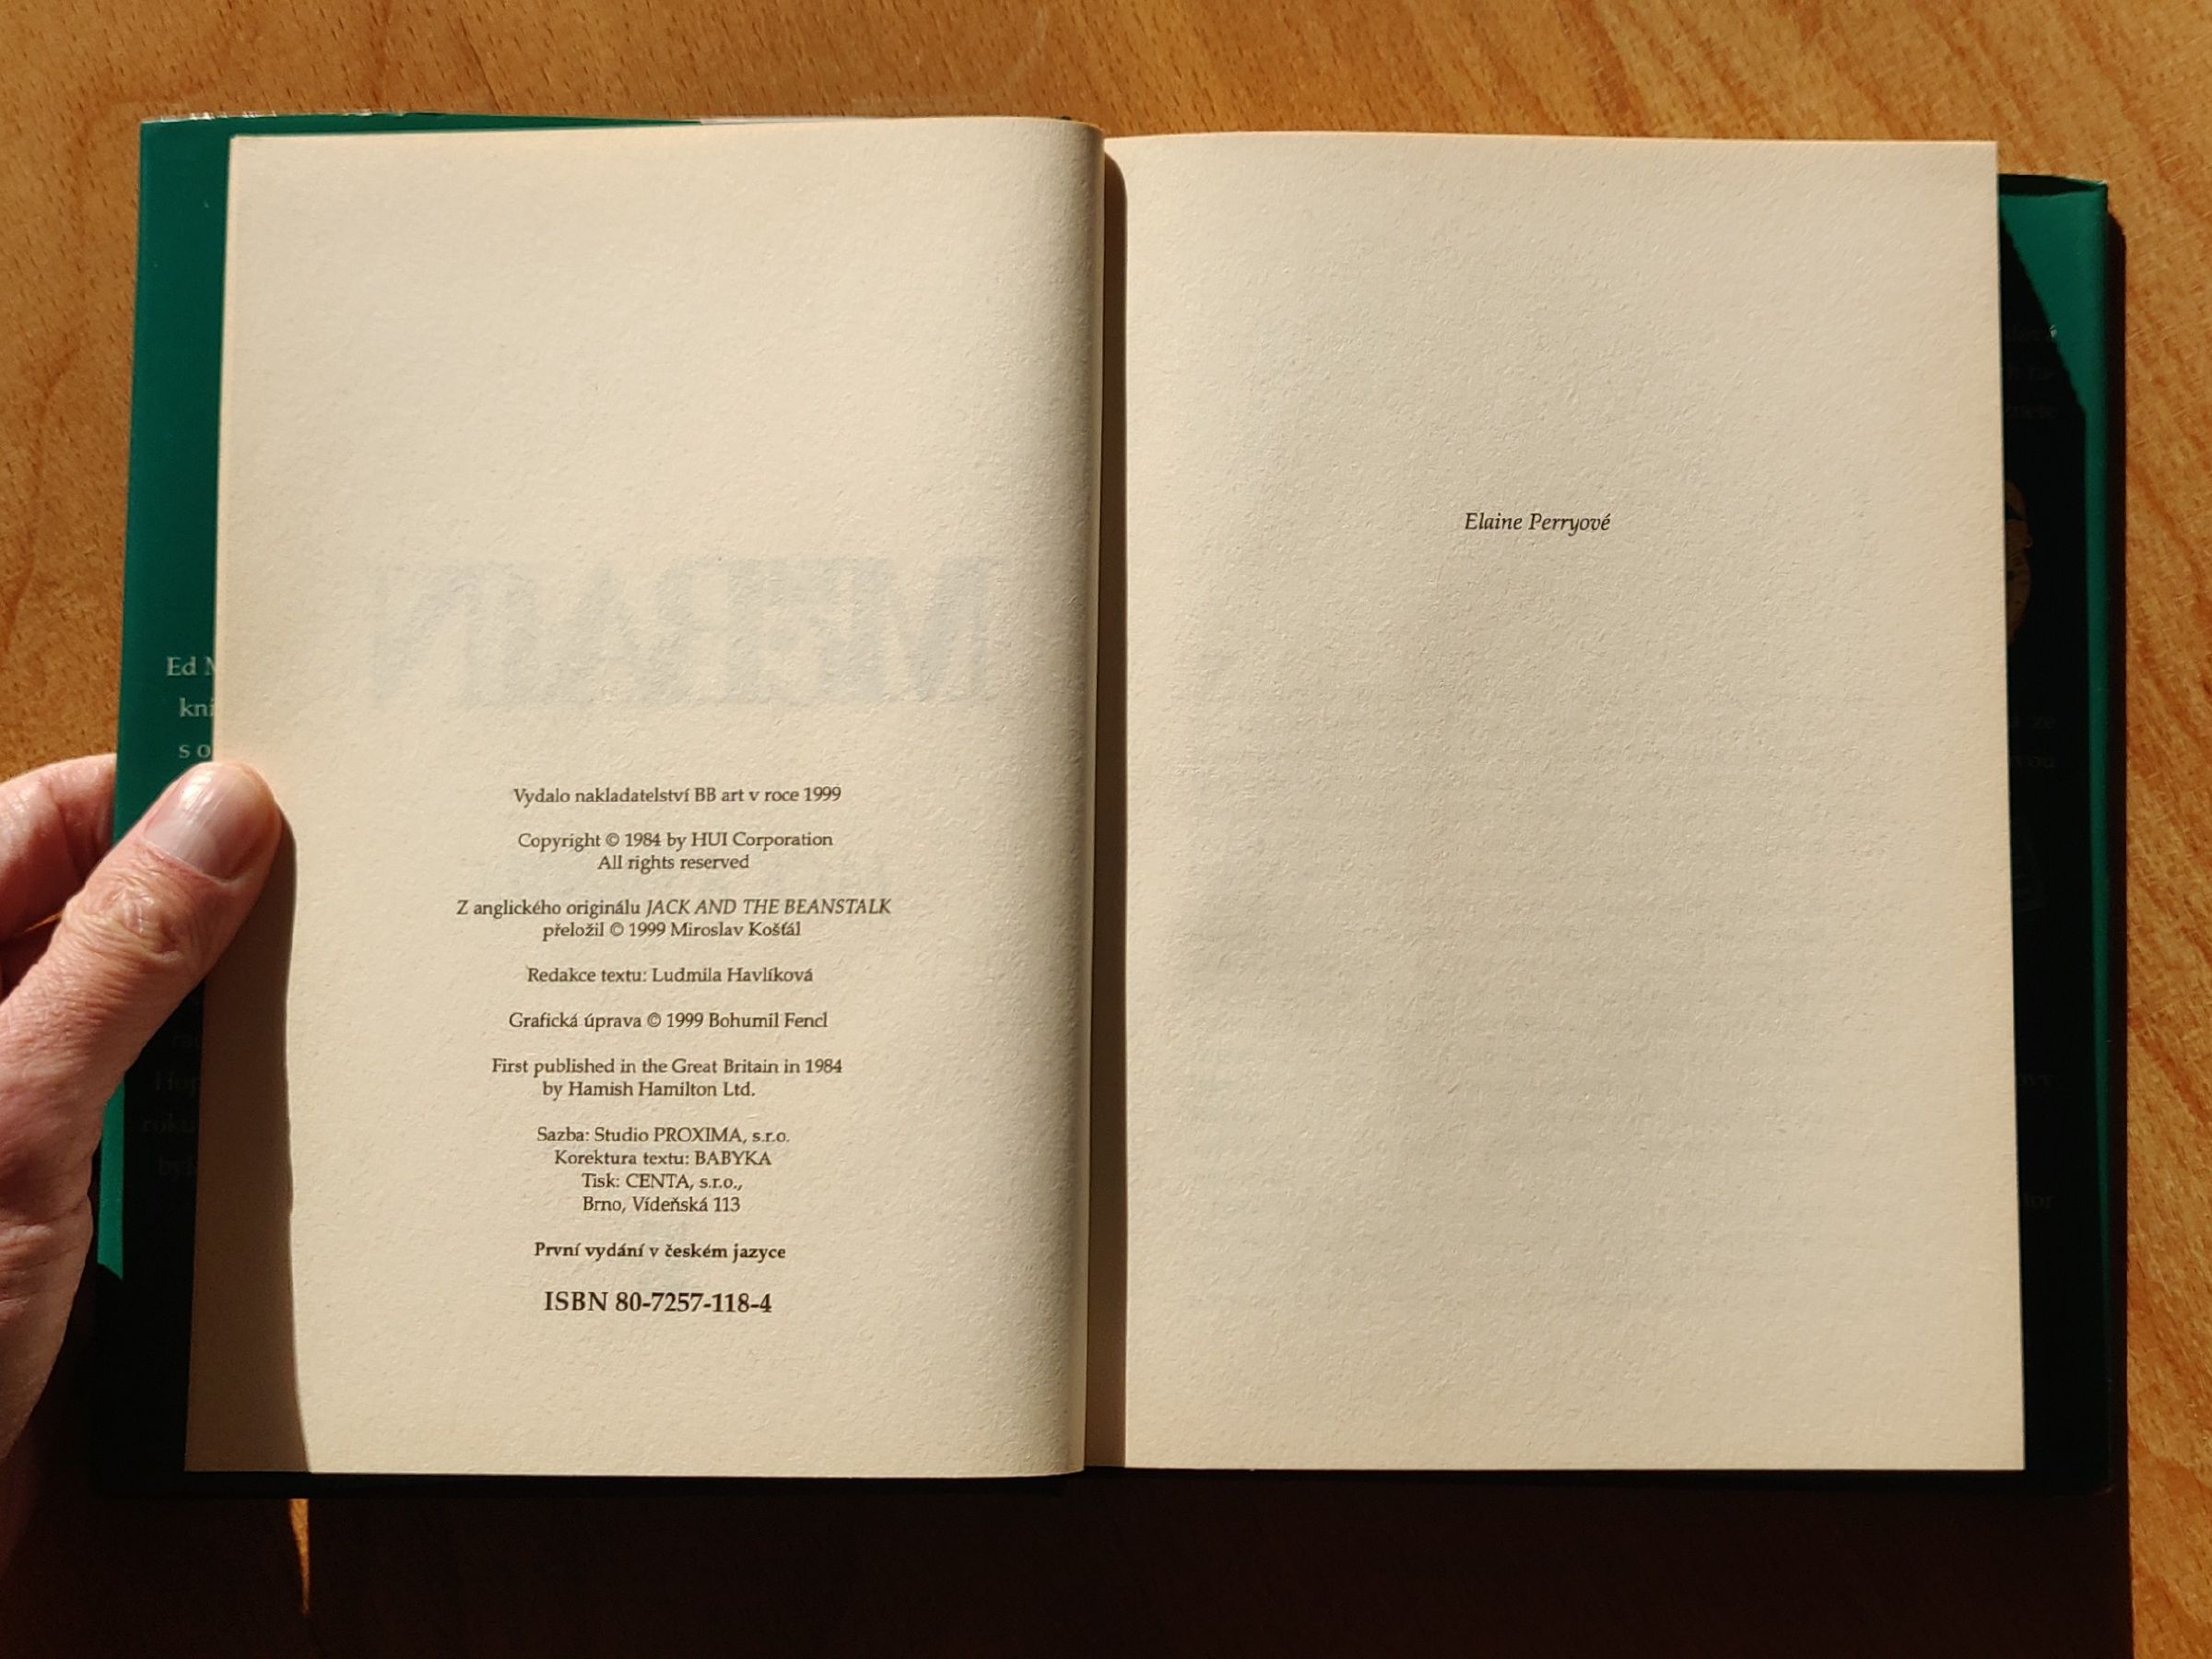 Ed
kni
s o
Vydalo nakladatelství BB art v roce 1999
Copyright © 1984 by HUI Corporation
All rights reserved
Z anglického originálu JACK AND THE BEANSTALK
přeložil © 1999 Miroslav Košťál
Redakce textu: Ludmila Havlíková
Grafická úprava © 1999 Bohumil Fencl
First published in the Great Britain in 1984
by Hamish Hamilton Ltd.
Sazba: Studio PROXIMA, s.r.o.
Korektura textu: BABYKA
Tisk: CENTA, s.r.o.,
Brno, Vídeňská 113
První vydání v českém jazyce
ISBN 80-7257-118-4
Elaine Perryové